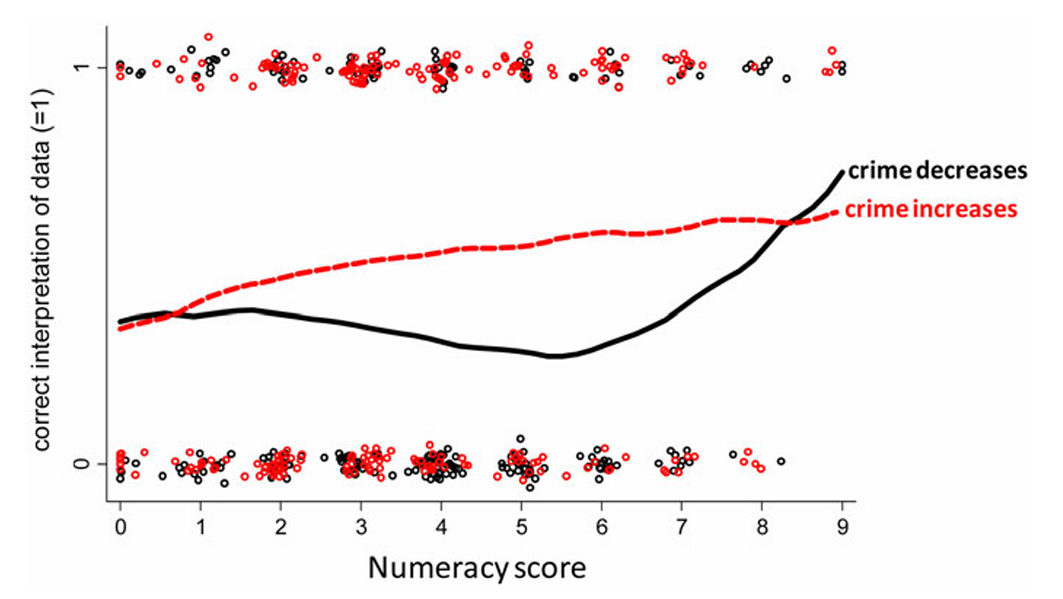 1
correct interpretation of data (=1)
crime decreases
crime increases
0
0 1 2 3 4 5 6 7 8 9
Numeracy score